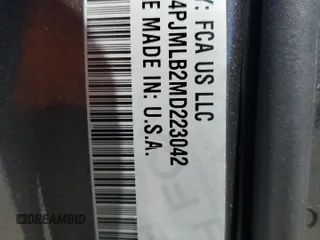 Y: FCA US LLC
4PJMLB2MD223042
E MADE IN: U.S.A.
DREAMBID